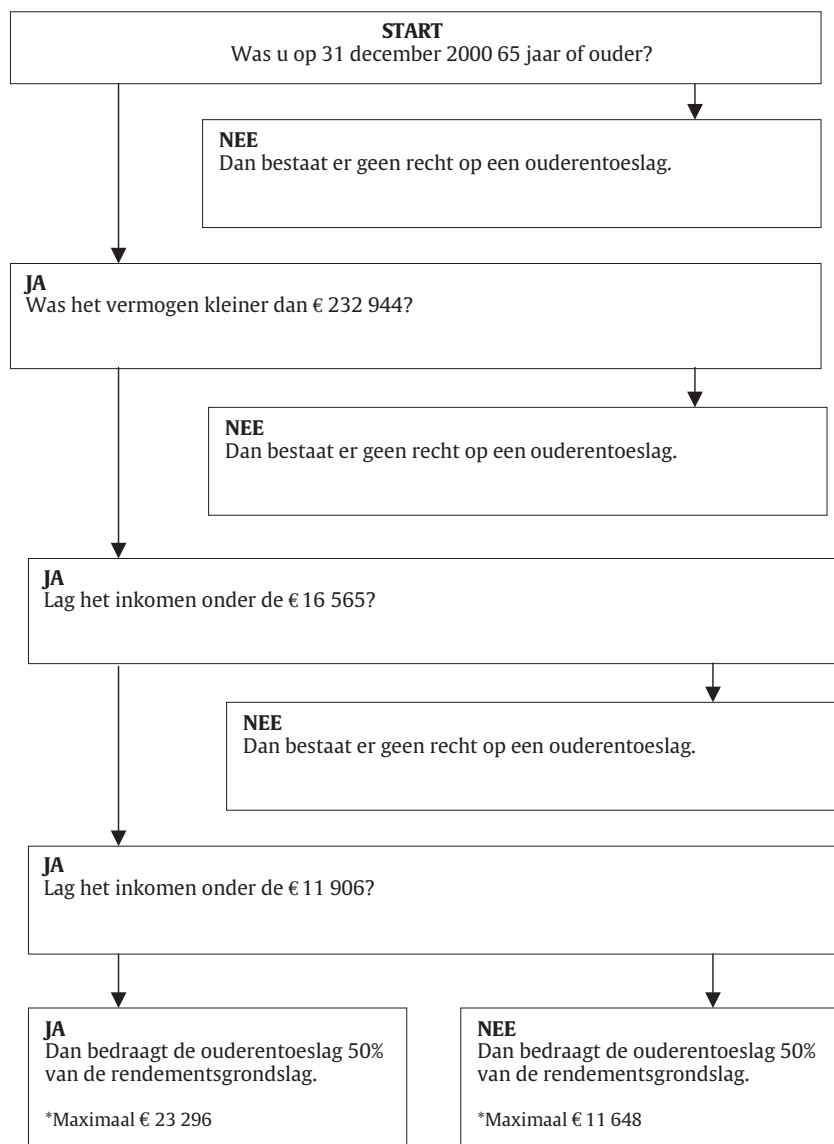 START
Was u op 31 december 2000 65 jaar of ouder?
NEE
Dan bestaat er geen recht op een ouderentoeslag.
JA
Was het vermogen kleiner dan € 232 944?
NEE
Dan bestaat er geen recht op een ouderentoeslag.
JA
Lag het inkomen onder de € 16 565?
NEE
Dan bestaat er geen recht op een ouderentoeslag.
JA
Lag het inkomen onder de € 11 906?
JA
Dan bedraagt de ouderentoeslag 50%
van de rendementsgrondslag.
*Maximaal € 23 296
NEE
Dan bedraagt de ouderentoeslag 50%
van de rendementsgrondslag.
*Maximaal € 11 648